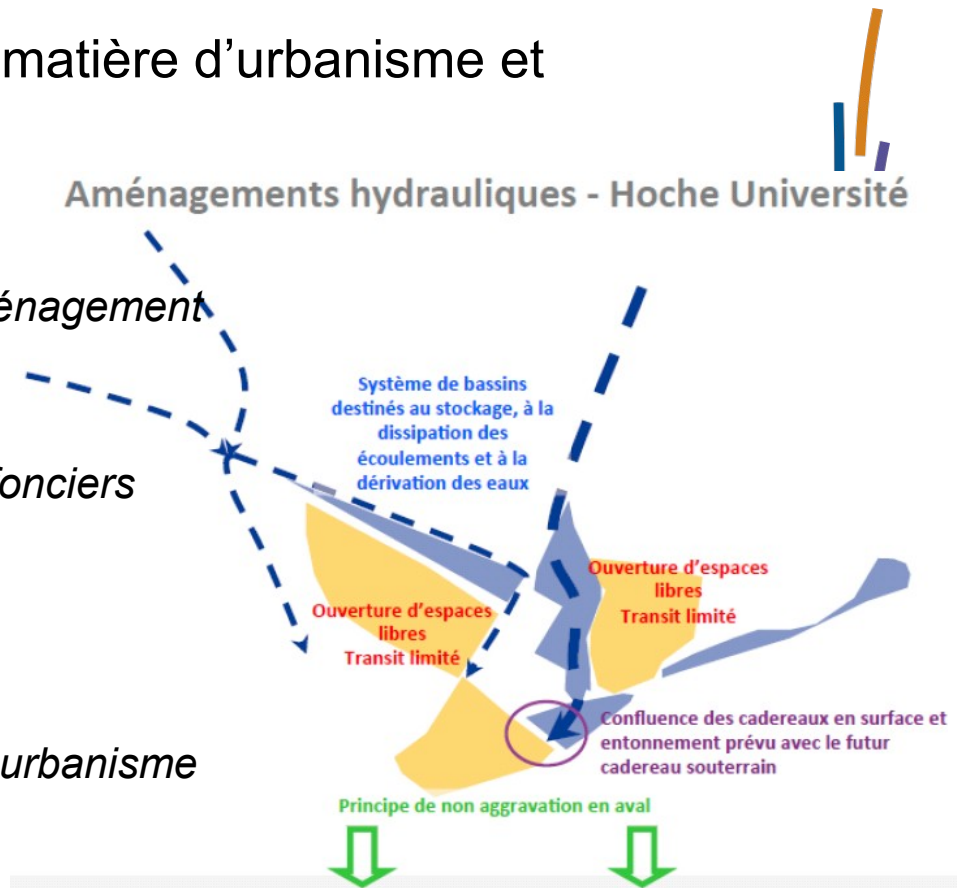 matière d’urbanisme et
Aménagements hydrauliques - Hoche Université
énagement
Système de bassins
destinés au stockage, à la
dissipation des
écoulements et à la
dérivation des eaux
onciers
Ouverture d’espaces
libres
Transit limité
Ouverture d’espaces
libres
Transit limité
Confluence des cadereaux en surface et
entonnement prévu avec le futur
cadereau souterrain
urbanisme
Principe de non aggravation en aval